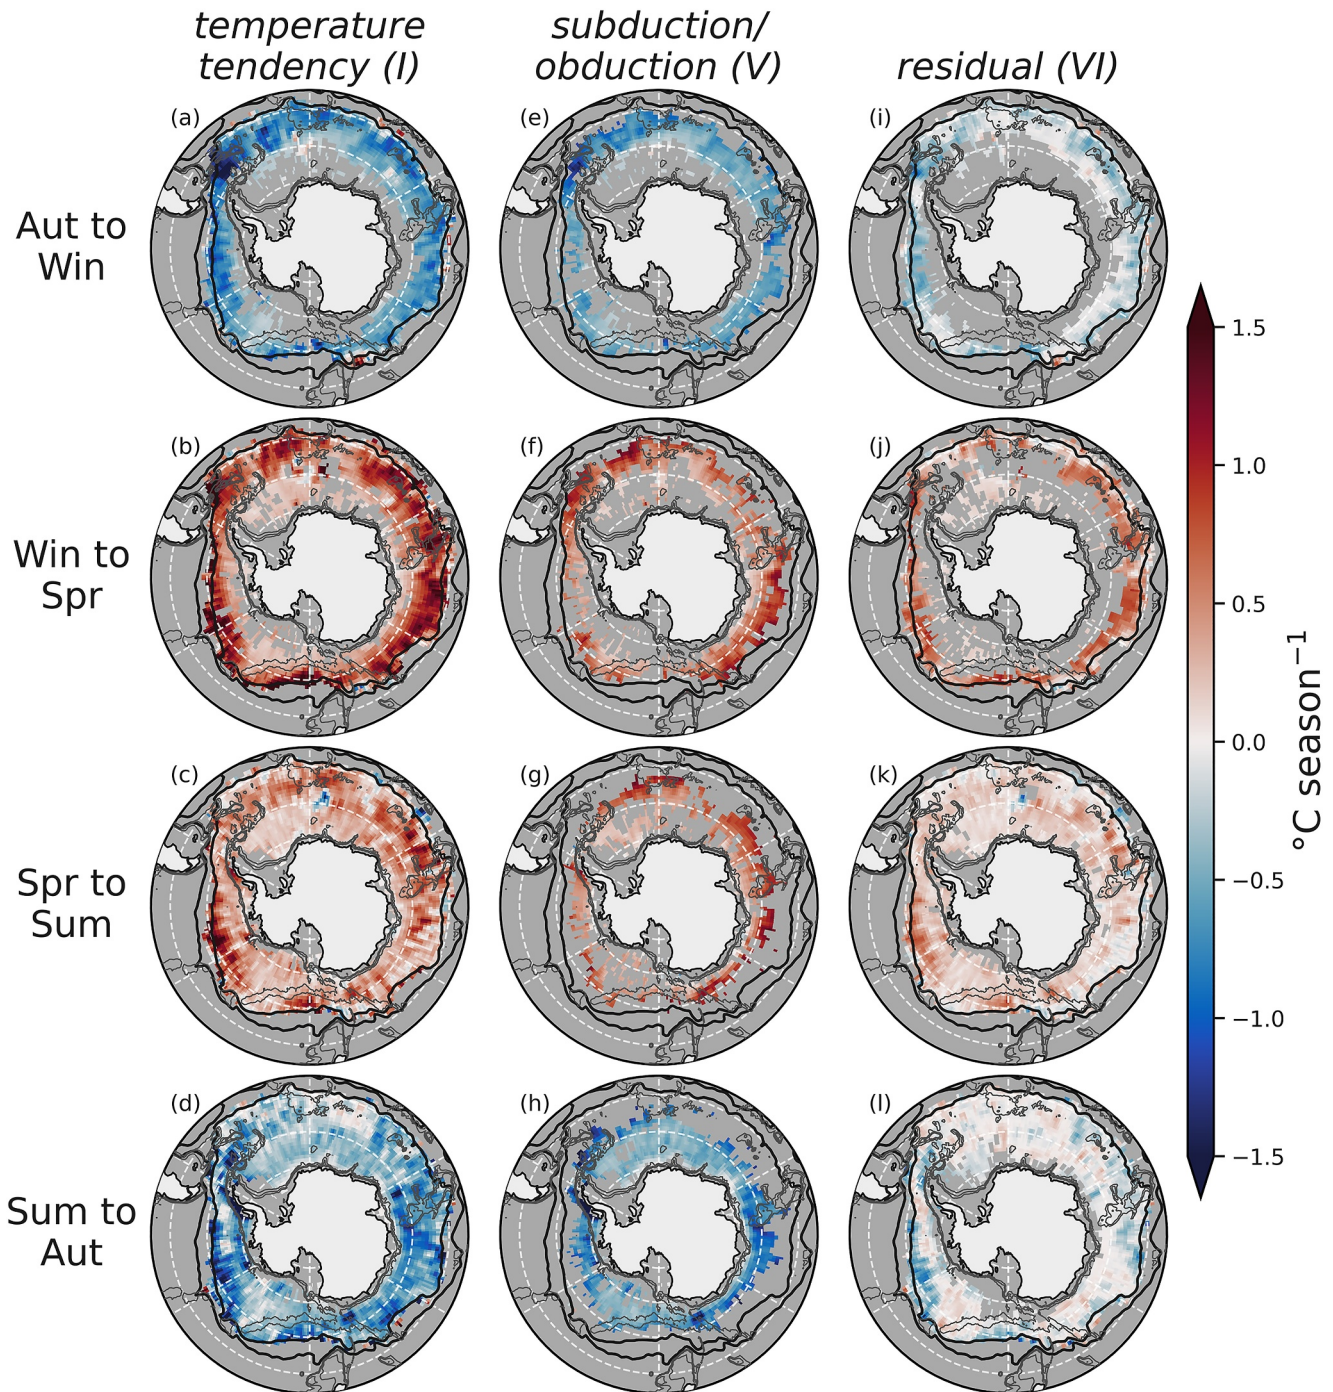 temperature
tendency (I)
subduction/
obduction (V)
residual (VI)
(a)
(e)
(i)
Aut to
Win
(b)
(f)
(j)
Win to
Spr
(c)
(g)
(k)
Spr to
Sum
(d)
(h)
(l)
Sum to
Aut
1.5
1.0
0.5
0.0
−0.5
−1.0
−1.5
°C season⁻¹